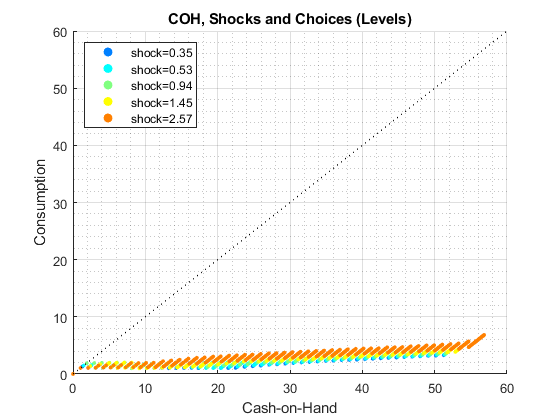 COH, Shocks and Choices (Levels)
60
50
40
30
20
10
0
Consumption
shock=0.35
shock=0.53
shock=0.94
shock=1.45
shock=2.57
0 10 20 30 40 50 60
Cash-on-Hand